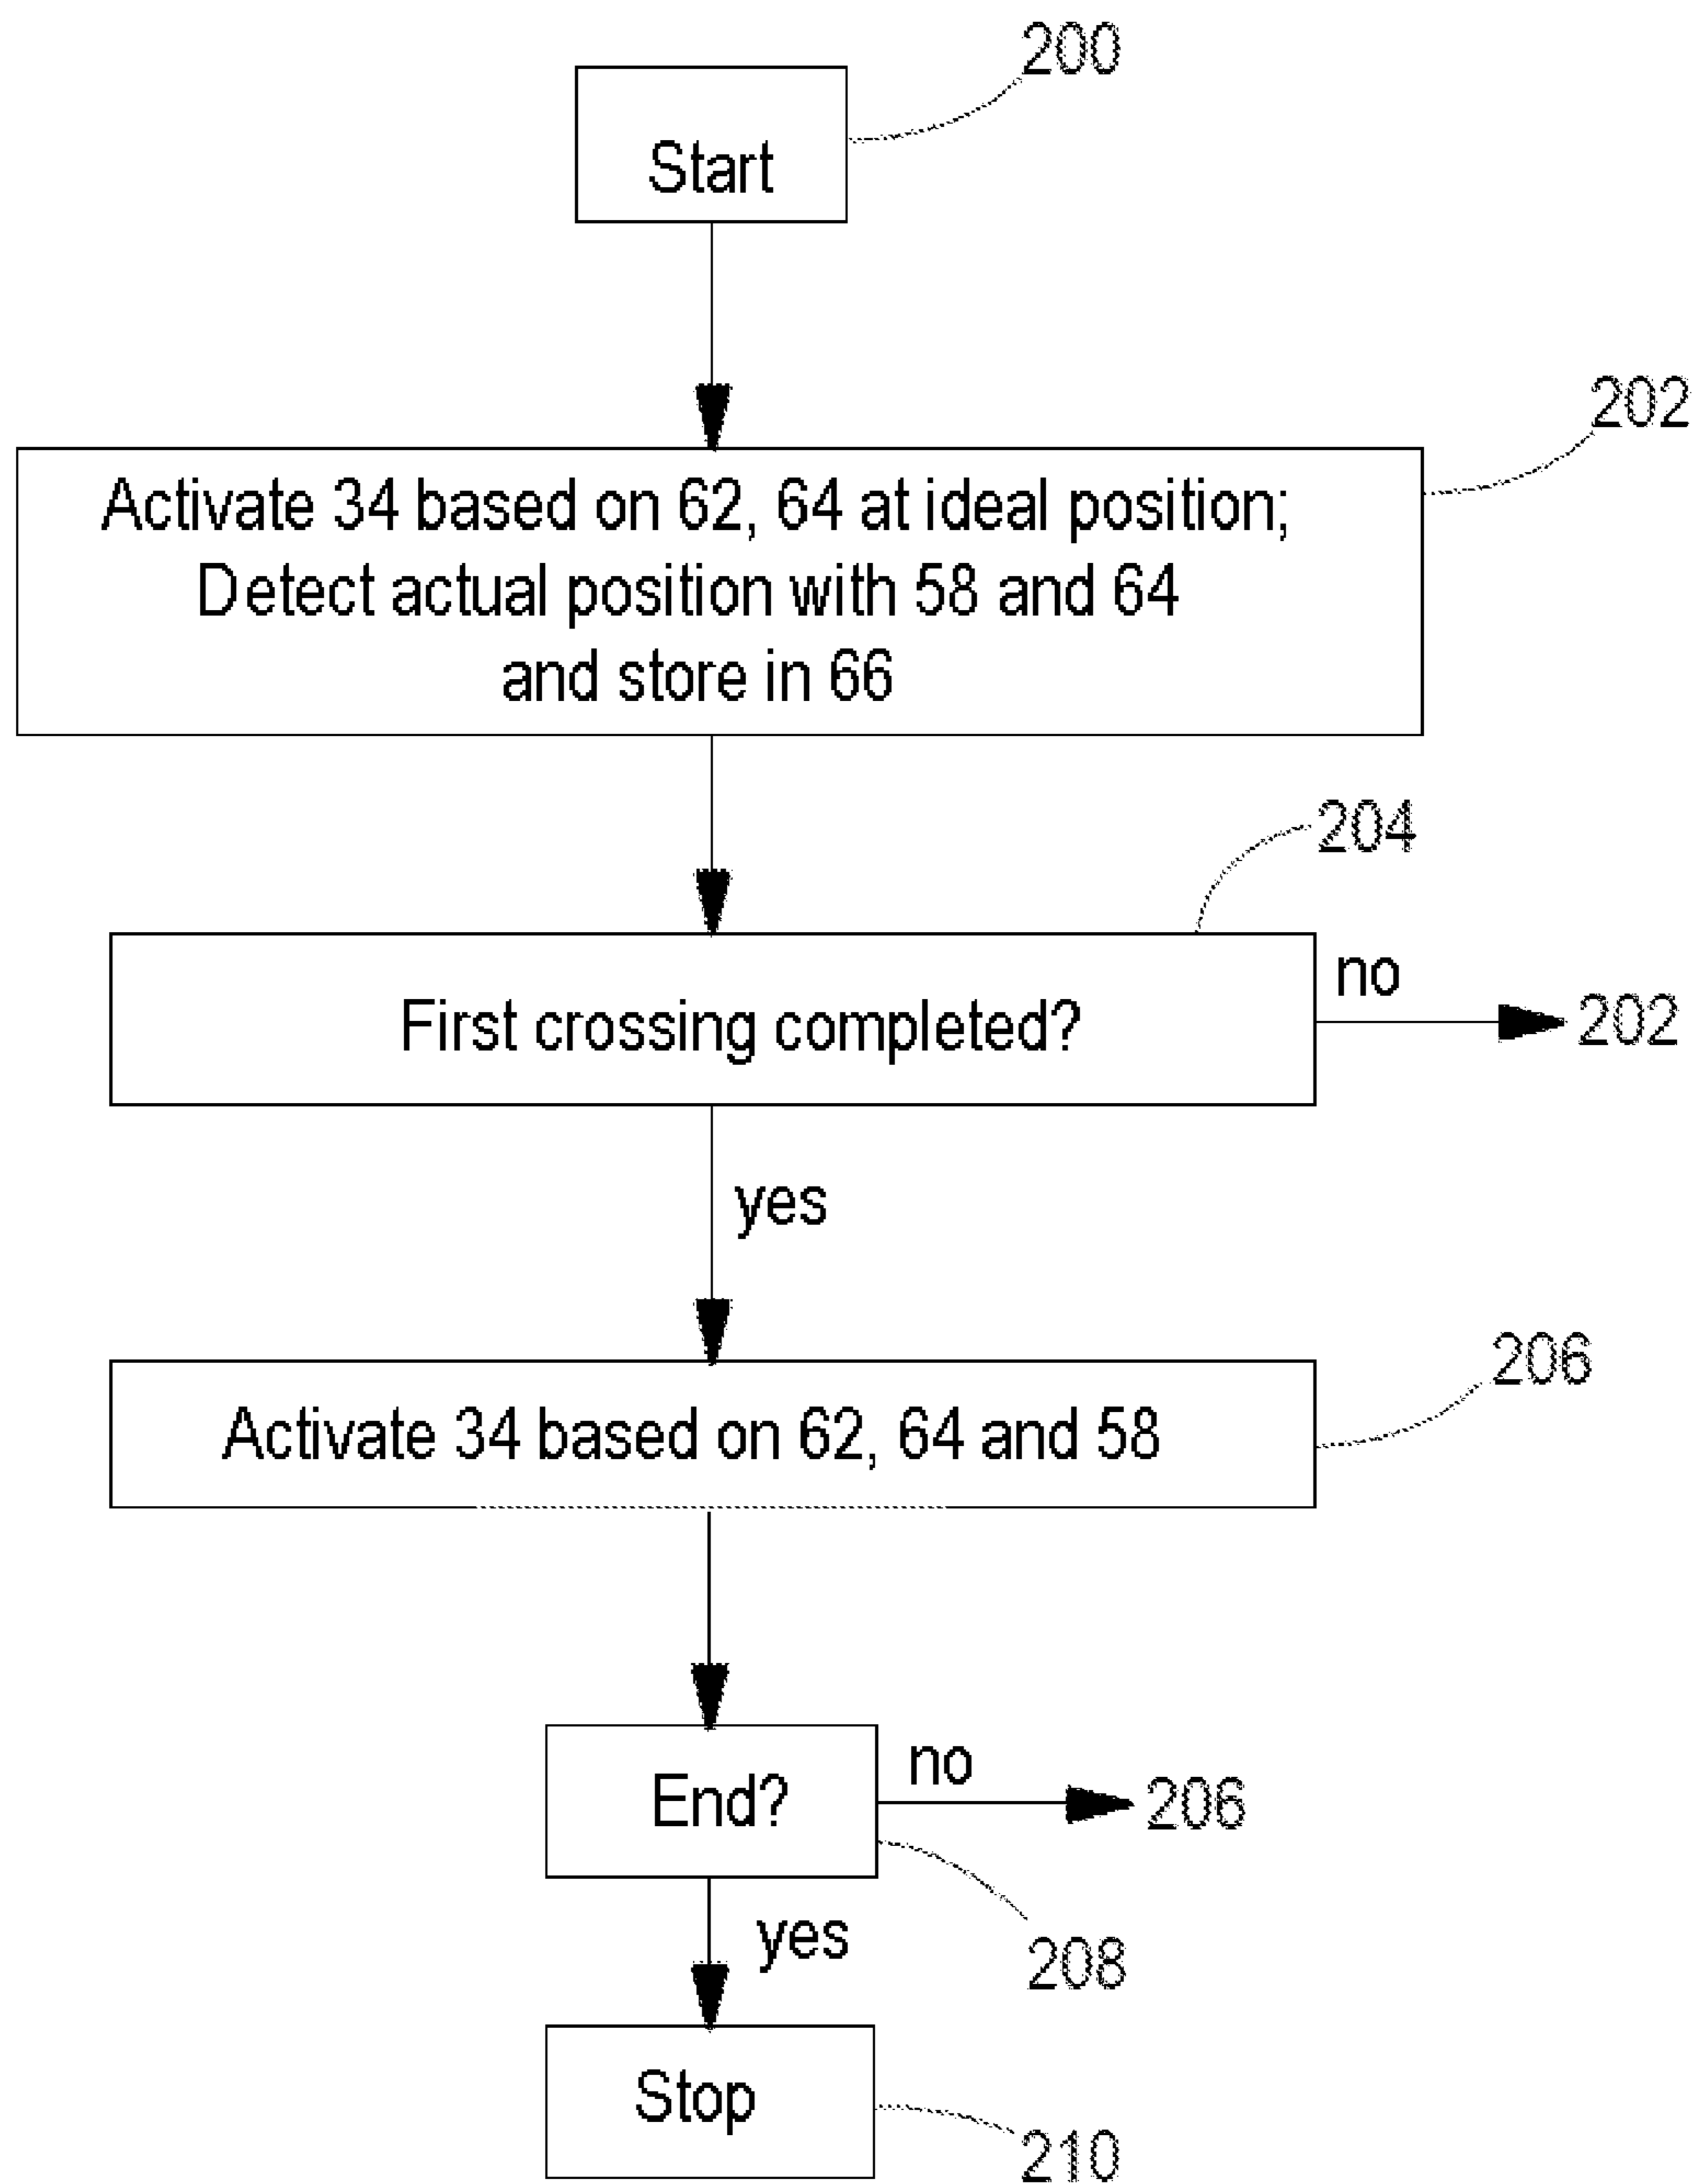 200
Start
202
Activate 34 based on 62, 64 at ideal position;
Detect actual position with 58 and 64
and store in 66
204
First crossing completed?
no
202
yes
206
Activate 34 based on 62, 64 and 58
End?
no
206
208
yes
Stop
210